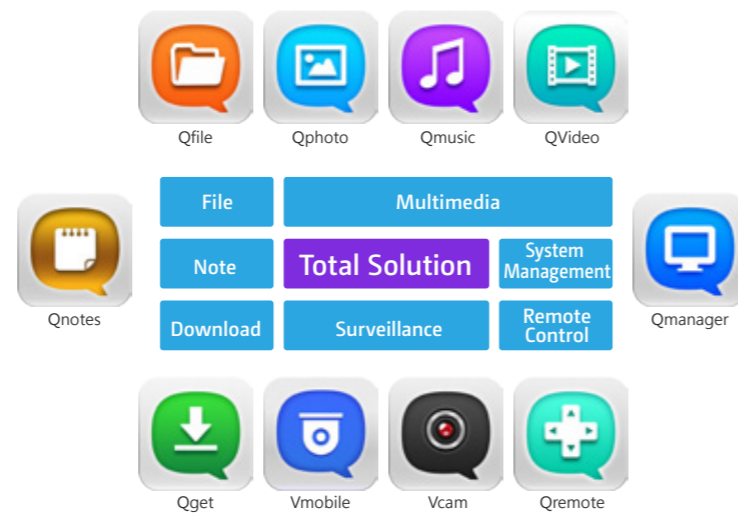 Qfile Qphoto Qmusic QVideo
File Multimedia
Note Total Solution System
Management
Qnotes Qmanager
Download Surveillance Remote
Control
Qget Vmobile Vcam Qremote